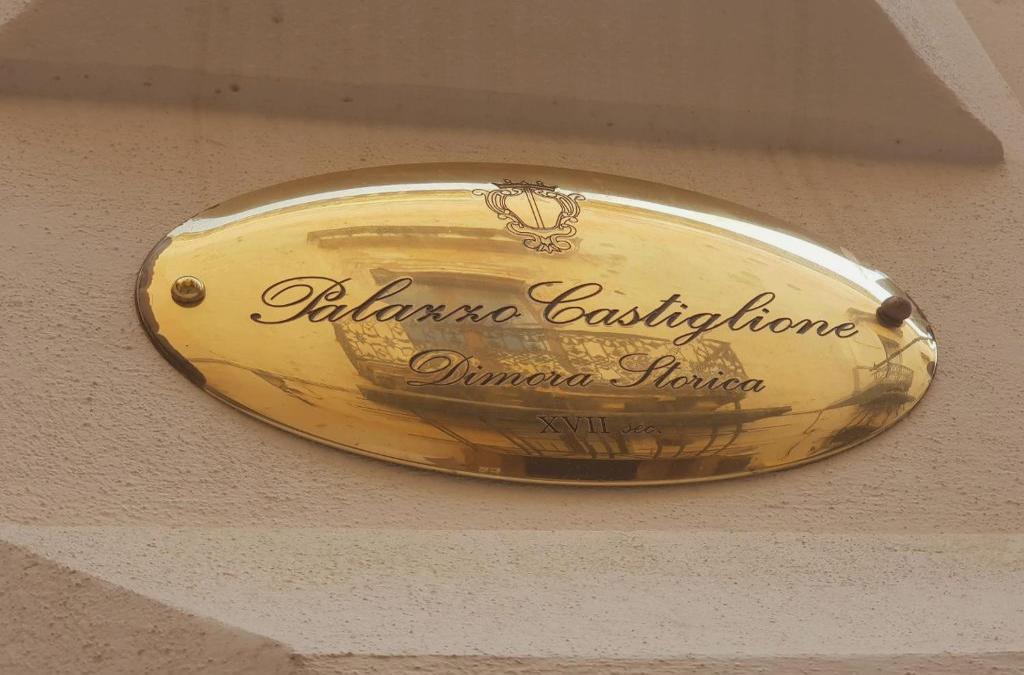 Palazzo Castiglione
Dimora Storica
XVII sec.